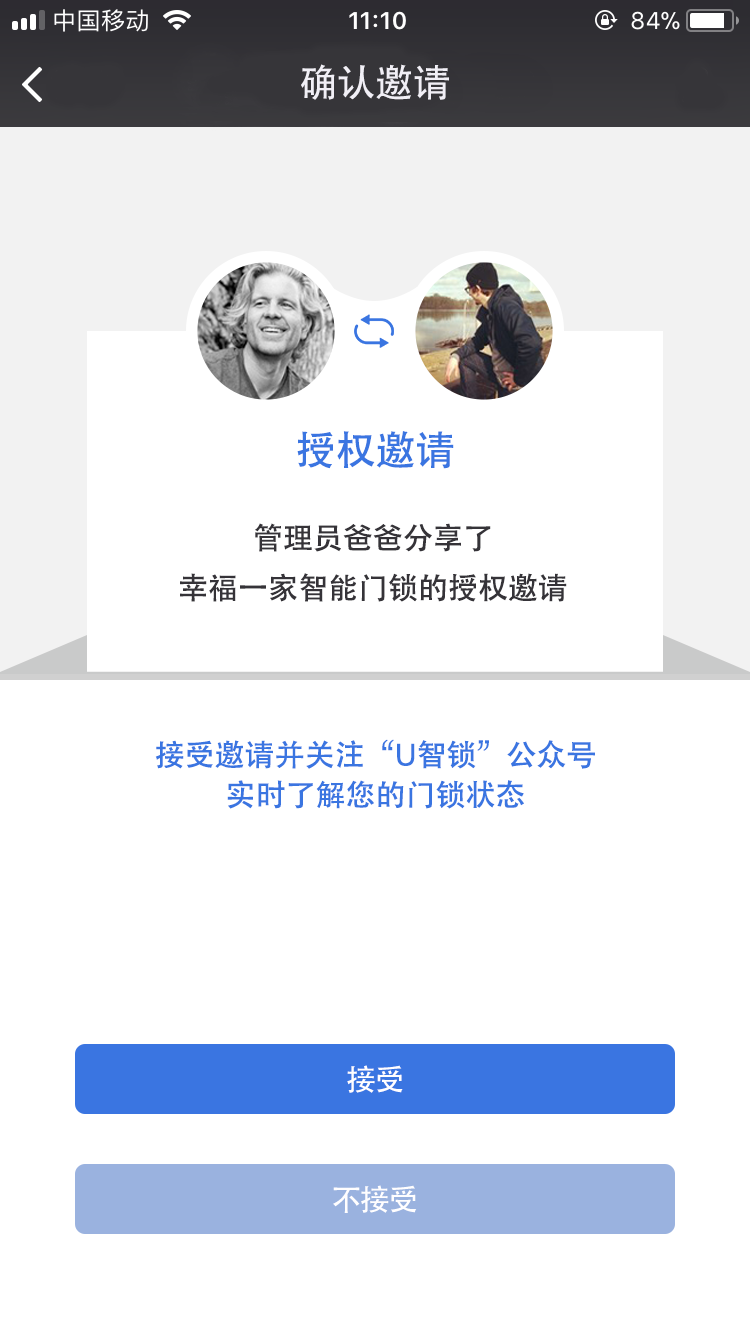 中国移动
11:10
84%
确认邀请
授权邀请
管理员爸爸分享了
幸福一家智能门锁的授权邀请
接受邀请并关注“U智锁”公众号
实时了解您的门锁状态
接受
不接受